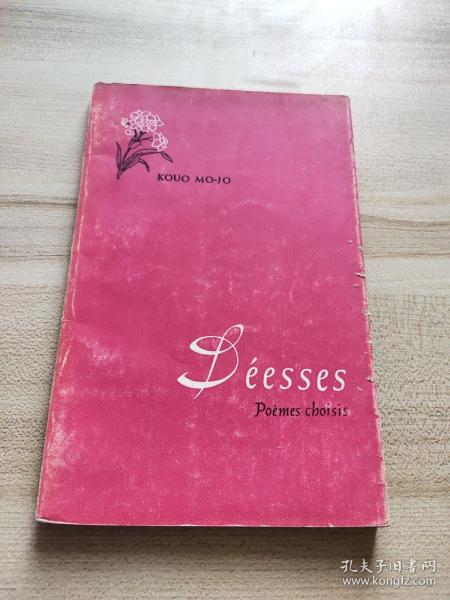 KOUO MO-JO
Déesses
Poèmes choisis
孔夫子旧书网
www.kongfz.com